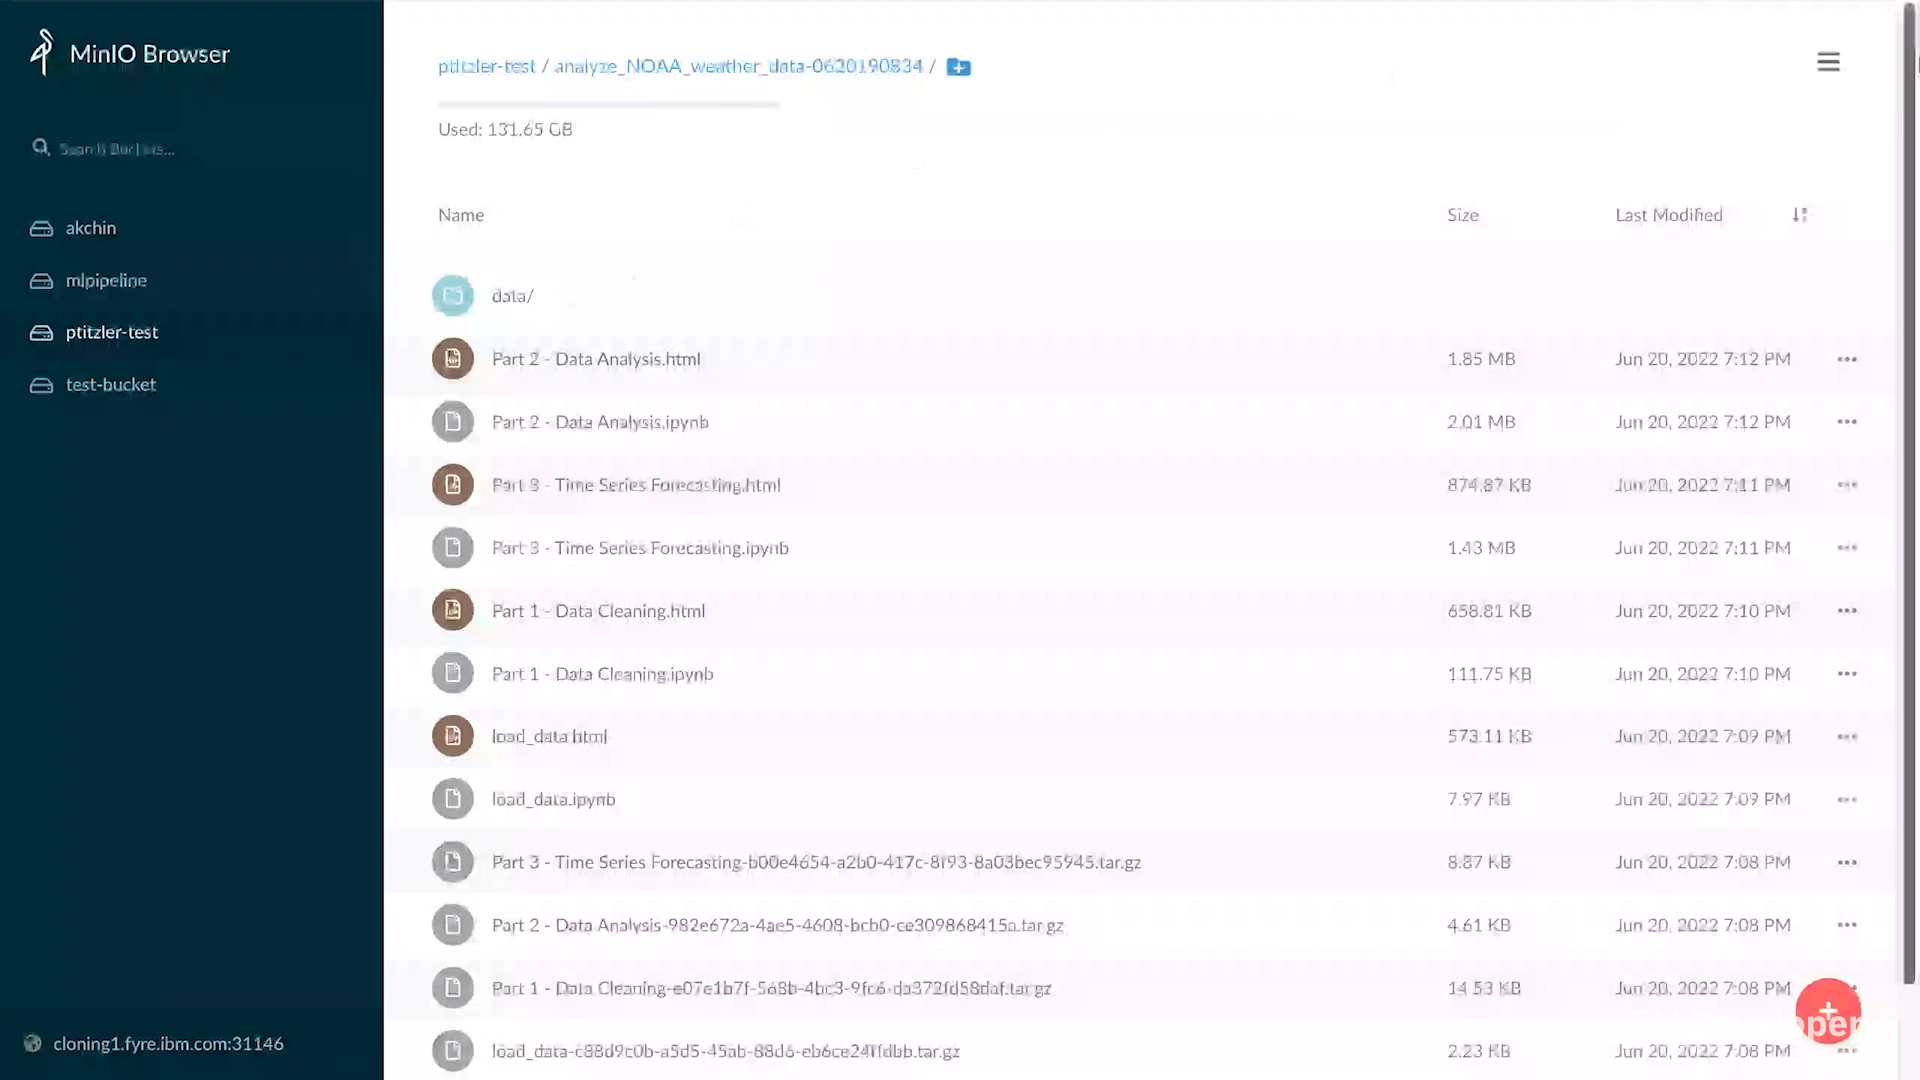 MinIO Browser
Search Buckets...
akchin
mlpipeline
ptitzler-test
test-bucket
cloning1.fyre.ibm.com:31146
ptitzler-test / analyze_NOAA_weather_data-0620190834 /
Used: 131.65 GB
Name Size Last Modified
data/
Part 2 - Data Analysis.html 1.85 MB Jun 20, 2022 7:12 PM
Part 2 - Data Analysis.ipynb 2.01 MB Jun 20, 2022 7:12 PM
Part 3 - Time Series Forecasting.html 874.87 KB Jun 20, 2022 7:11 PM
Part 3 - Time Series Forecasting.ipynb 1.43 MB Jun 20, 2022 7:11 PM
Part 1 - Data Cleaning.html 658.81 KB Jun 20, 2022 7:10 PM
Part 1 - Data Cleaning.ipynb 111.75 KB Jun 20, 2022 7:10 PM
load_data.html 573.11 KB Jun 20, 2022 7:09 PM
load_data.ipynb 7.97 KB Jun 20, 2022 7:09 PM
Part 3 - Time Series Forecasting-b00e4654-a2b0-417c-8f93-8a03bec95945.tar.gz 8.87 KB Jun 20, 2022 7:08 PM
Part 2 - Data Analysis-982e672a-4ae5-4608-bcb0-ce309868415a.tar.gz 4.61 KB Jun 20, 2022 7:08 PM
Part 1 - Data 14.53 KB Jun 20, 2022 7:08 PM
2.23 KB Jun 20, 2022 7:08 PM